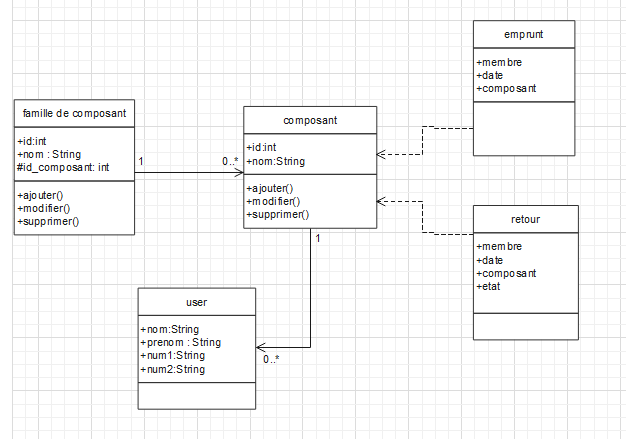 emprunt
+membre
+date
+composant
famille de composant
+id:int
+nom : String
#id_composant: int
+ajouter()
+modifier()
+supprimer()
1
0..*
composant
+id:int
+nom:String
+ajouter()
+modifier()
+supprimer()
1
retour
+membre
+date
+composant
+etat
user
+nom:String
+prenom : String
+num1:String
+num2:String
0..*